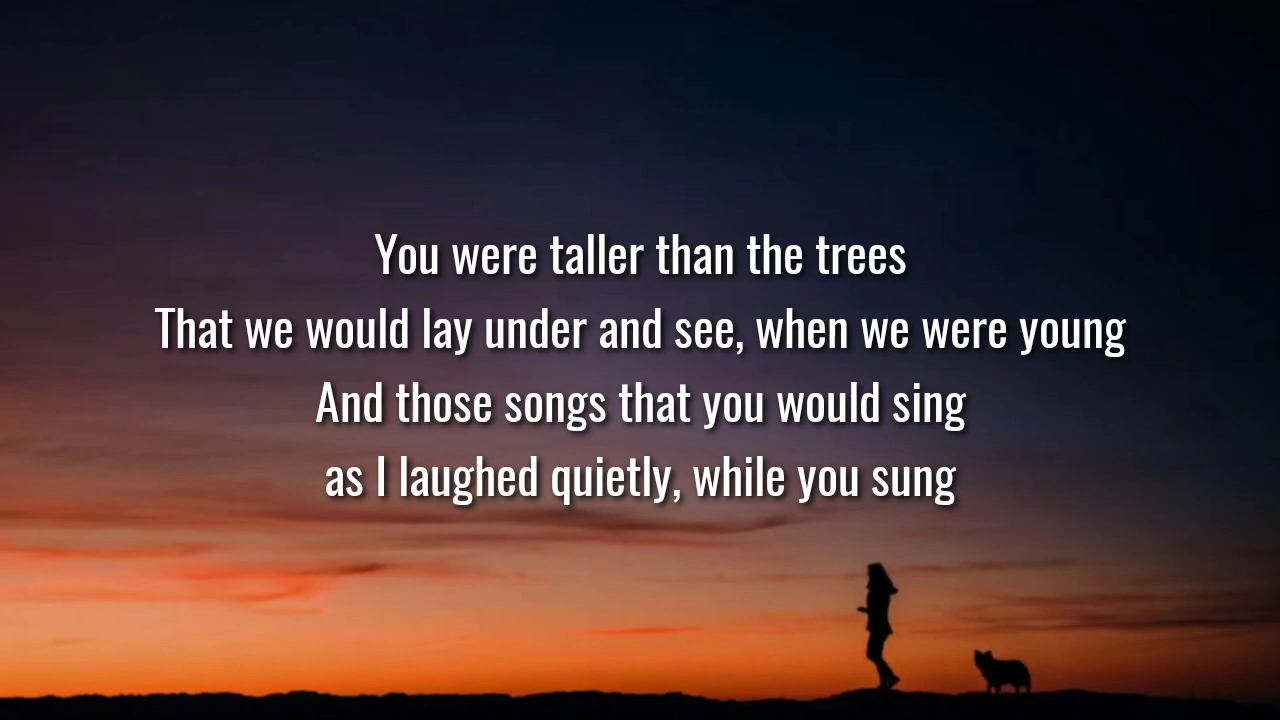 You were taller than the trees
That we would lay under and see, when we were young
And those songs that you would sing
as I laughed quietly, while you sung